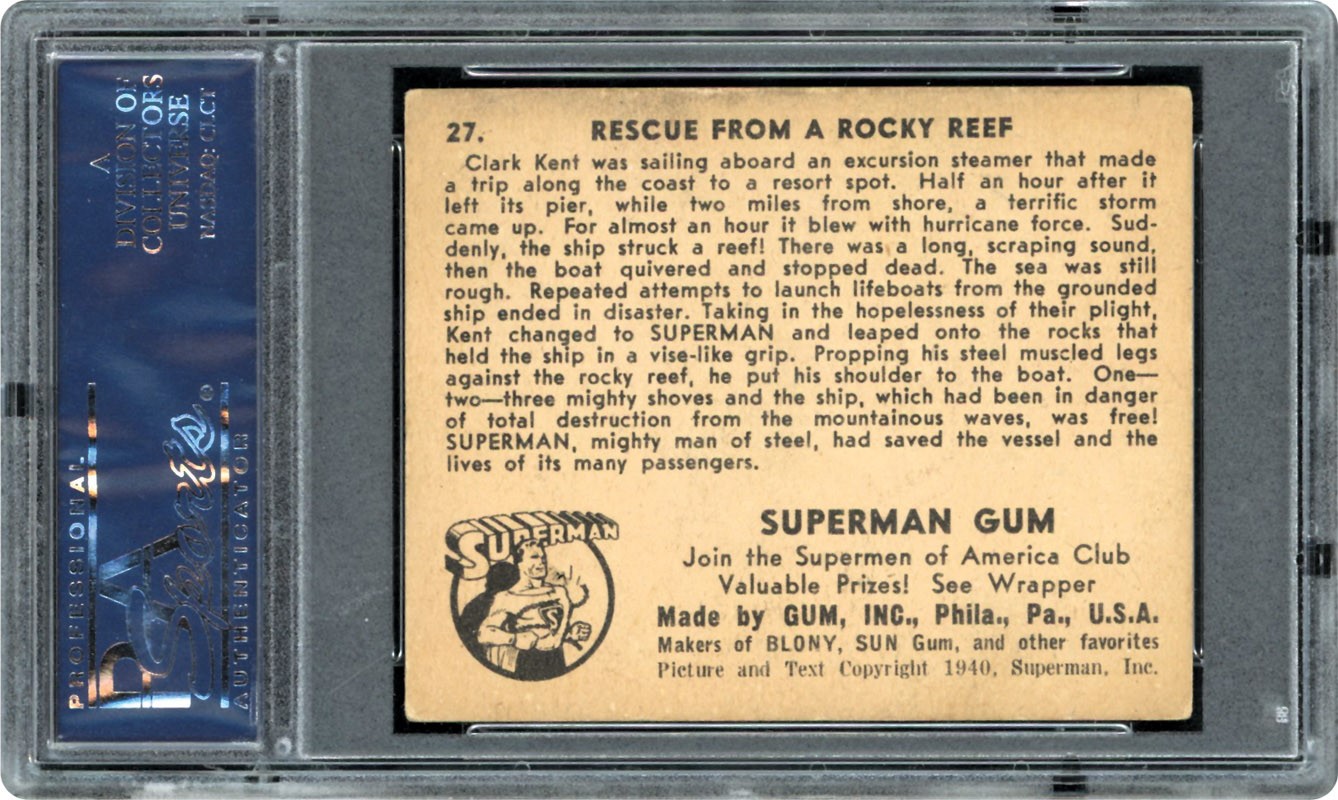 27. RESCUE FROM A ROCKY REEF
Clark Kent was sailing aboard an excursion steamer that made
a trip along the coast to a resort spot. Half an hour after it
left its pier, while two miles from shore, a terrific storm
came up. For almost an hour it blew with hurricane force. Sud-
denly, the ship struck a reef! There was a long, scraping sound,
then the boat quivered and stopped dead. The sea was still
rough. Repeated attempts to launch lifeboats from the grounded
ship ended in disaster. Taking in the hopelessness of their plight,
Kent changed to SUPERMAN and leaped onto the rocks that
held the ship in a vise-like grip. Propping his steel muscled legs
against the rocky reef, he put his shoulder to the boat. One—
two—three mighty shoves and the ship, which had been in danger
of total destruction from the mountainous waves, was free!
SUPERMAN, mighty man of steel, had saved the vessel and the
lives of its many passengers.
SUPERMAN
S
SUPERMAN GUM
Join the Supermen of America Club
Valuable Prizes! See Wrapper
Made by GUM, INC., Phila., Pa., U.S.A.
Makers of BLONY, SUN Gum, and other favorites
Picture and Text Copyright 1940, Superman, Inc.
A
DIVISION OF
COLLECTORS
UNIVERSE
NASDAQ: CLCT
PROFESSIONAL
PSA
Sports
®
AUTHENTICATOR